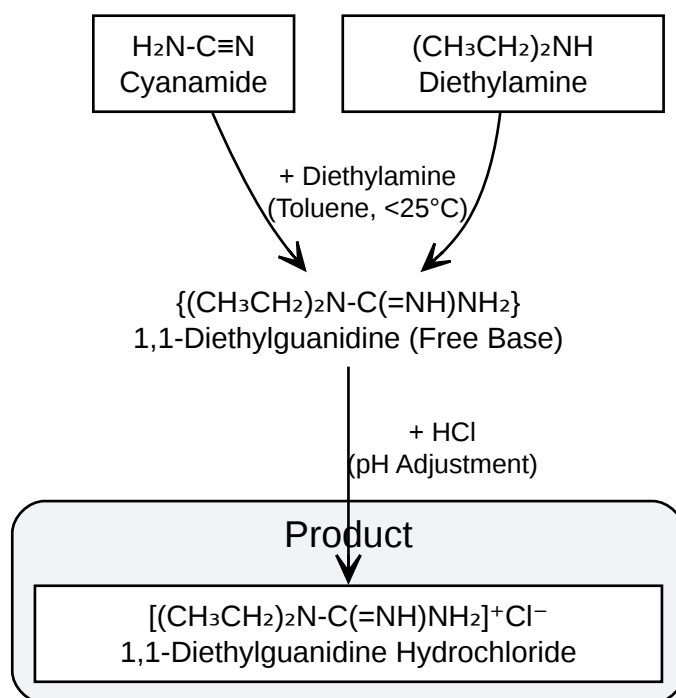 H₂N-C≡N
Cyanamide
(CH₃CH₂)₂NH
Diethylamine
+ Diethylamine
(Toluene, <25°C)
{(CH₃CH₂)₂N-C(=NH)NH₂}
1,1-Diethylguanidine (Free Base)
+ HCl
(pH Adjustment)
Product
[(CH₃CH₂)₂N-C(=NH)NH₂]⁺Cl⁻
1,1-Diethylguanidine Hydrochloride